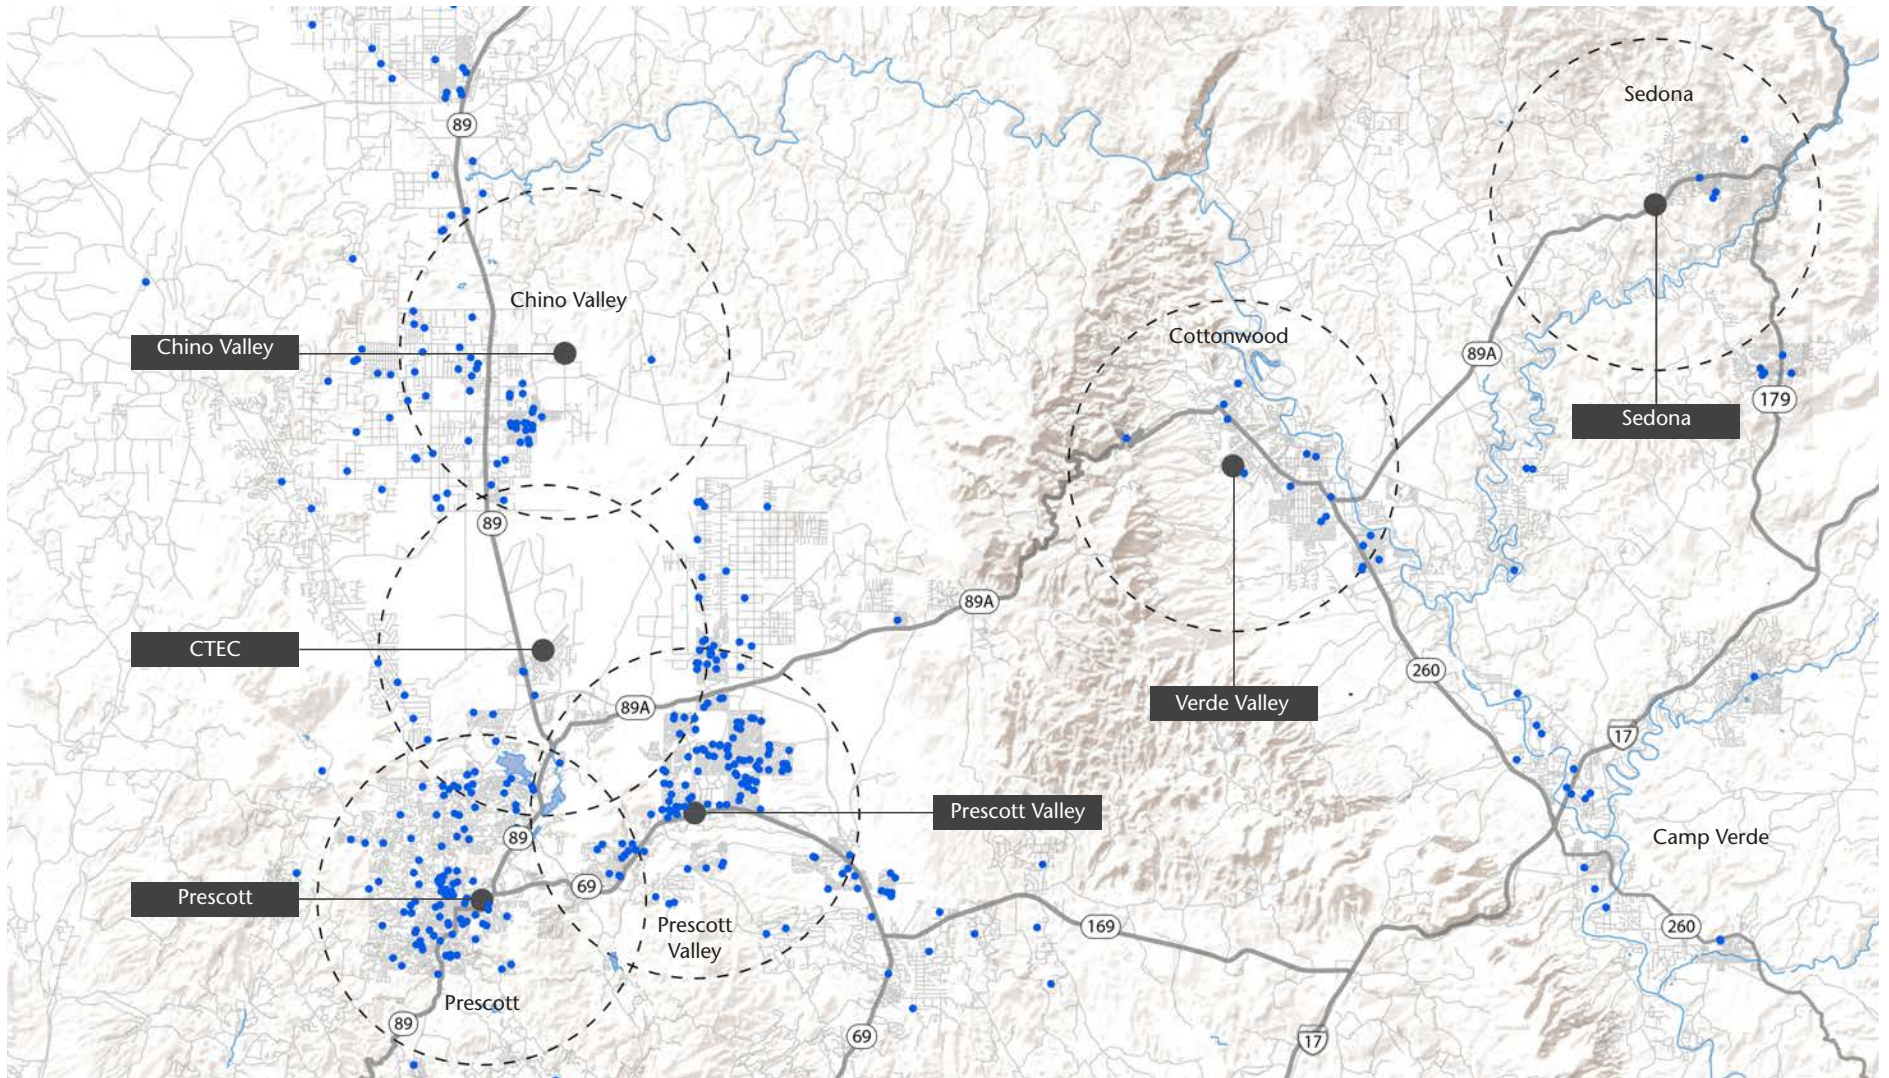 Sedona
89
Chino Valley
Cottonwood
Chino Valley
89A
179
Sedona
89
89A
CTEC
260
Verde Valley
89A
17
Prescott Valley
89
Camp Verde
69
Prescott
Prescott
Valley
169
260
Prescott
89
69
17